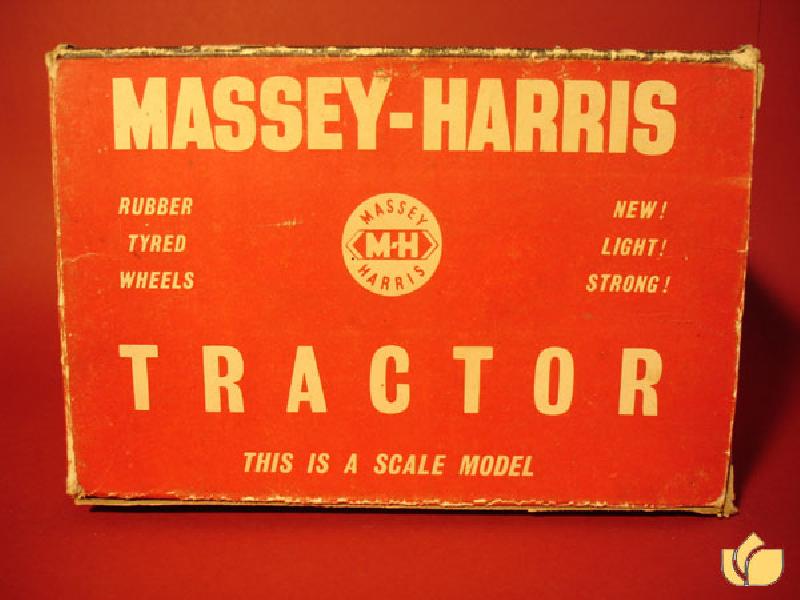 MASSEY-HARRIS
RUBBER
TYRED
WHEELS
MASSEY
M-H
HARRIS
NEW!
LIGHT!
STRONG!
TRACTOR
THIS IS A SCALE MODEL